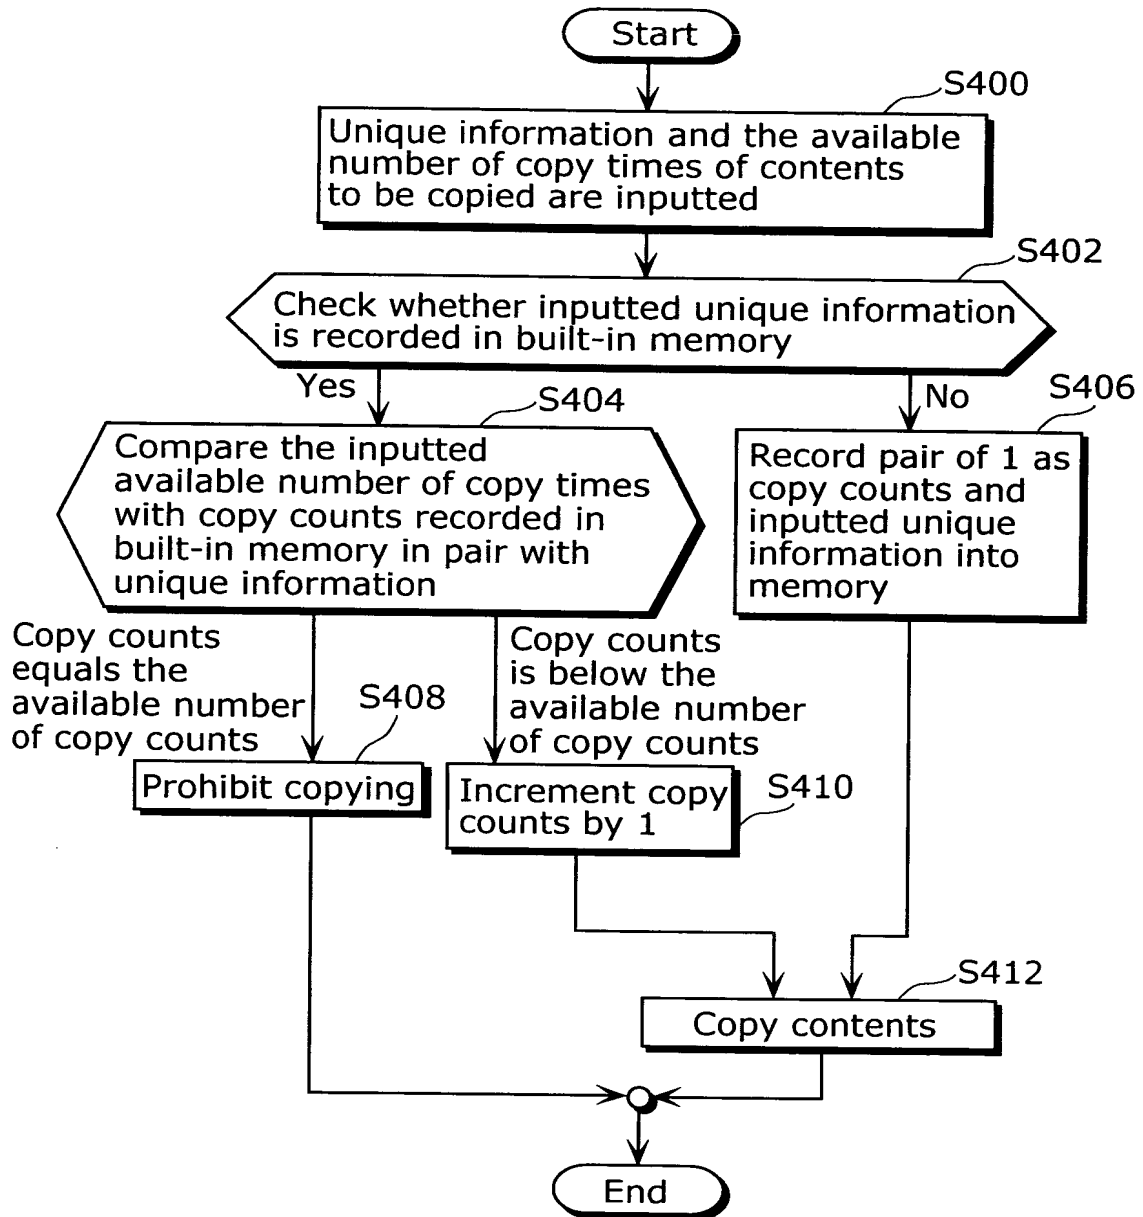 Start
S400
Unique information and the available
number of copy times of contents
to be copied are inputted
S402
Check whether inputted unique information
is recorded in built-in memory
Yes
No
S404
S406
Compare the inputted
available number of copy times
with copy counts recorded in
built-in memory in pair with
unique information
Record pair of 1 as
copy counts and
inputted unique
information into
memory
Copy counts
equals the
available number
of copy counts
Copy counts
is below the
available number
of copy counts
S408
Prohibit copying
S410
Increment copy
counts by 1
S412
Copy contents
End